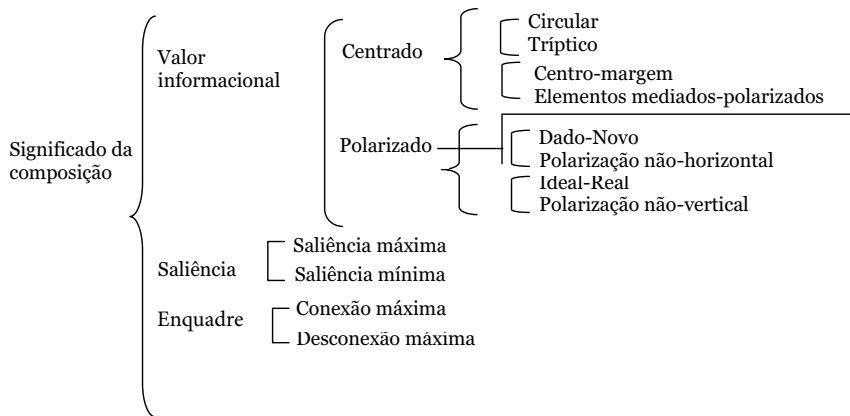 Significado da
composição
Valor
informacional
Centrado
Circular
Tríptico
Centro-margem
Elementos mediados-polarizados
Polarizado
Dado-Novo
Polarização não-horizontal
Ideal-Real
Polarização não-vertical
Saliência
Saliência máxima
Saliência mínima
Enquadre
Conexão máxima
Desconexão máxima